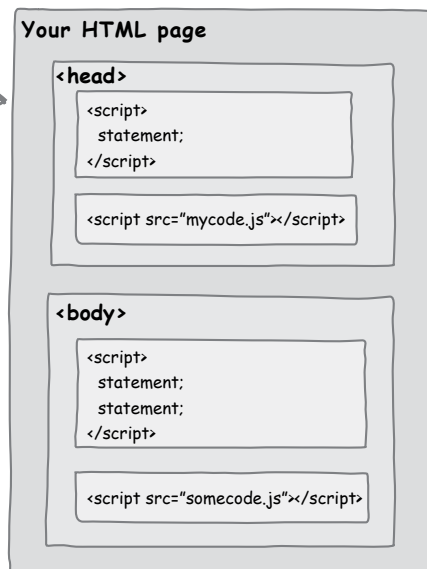 Your HTML page
<head>
<script>
statement;
</script>
<script src="mycode.js"></script>
<body>
<script>
statement;
statement;
</script>
<script src="somecode.js"></script>